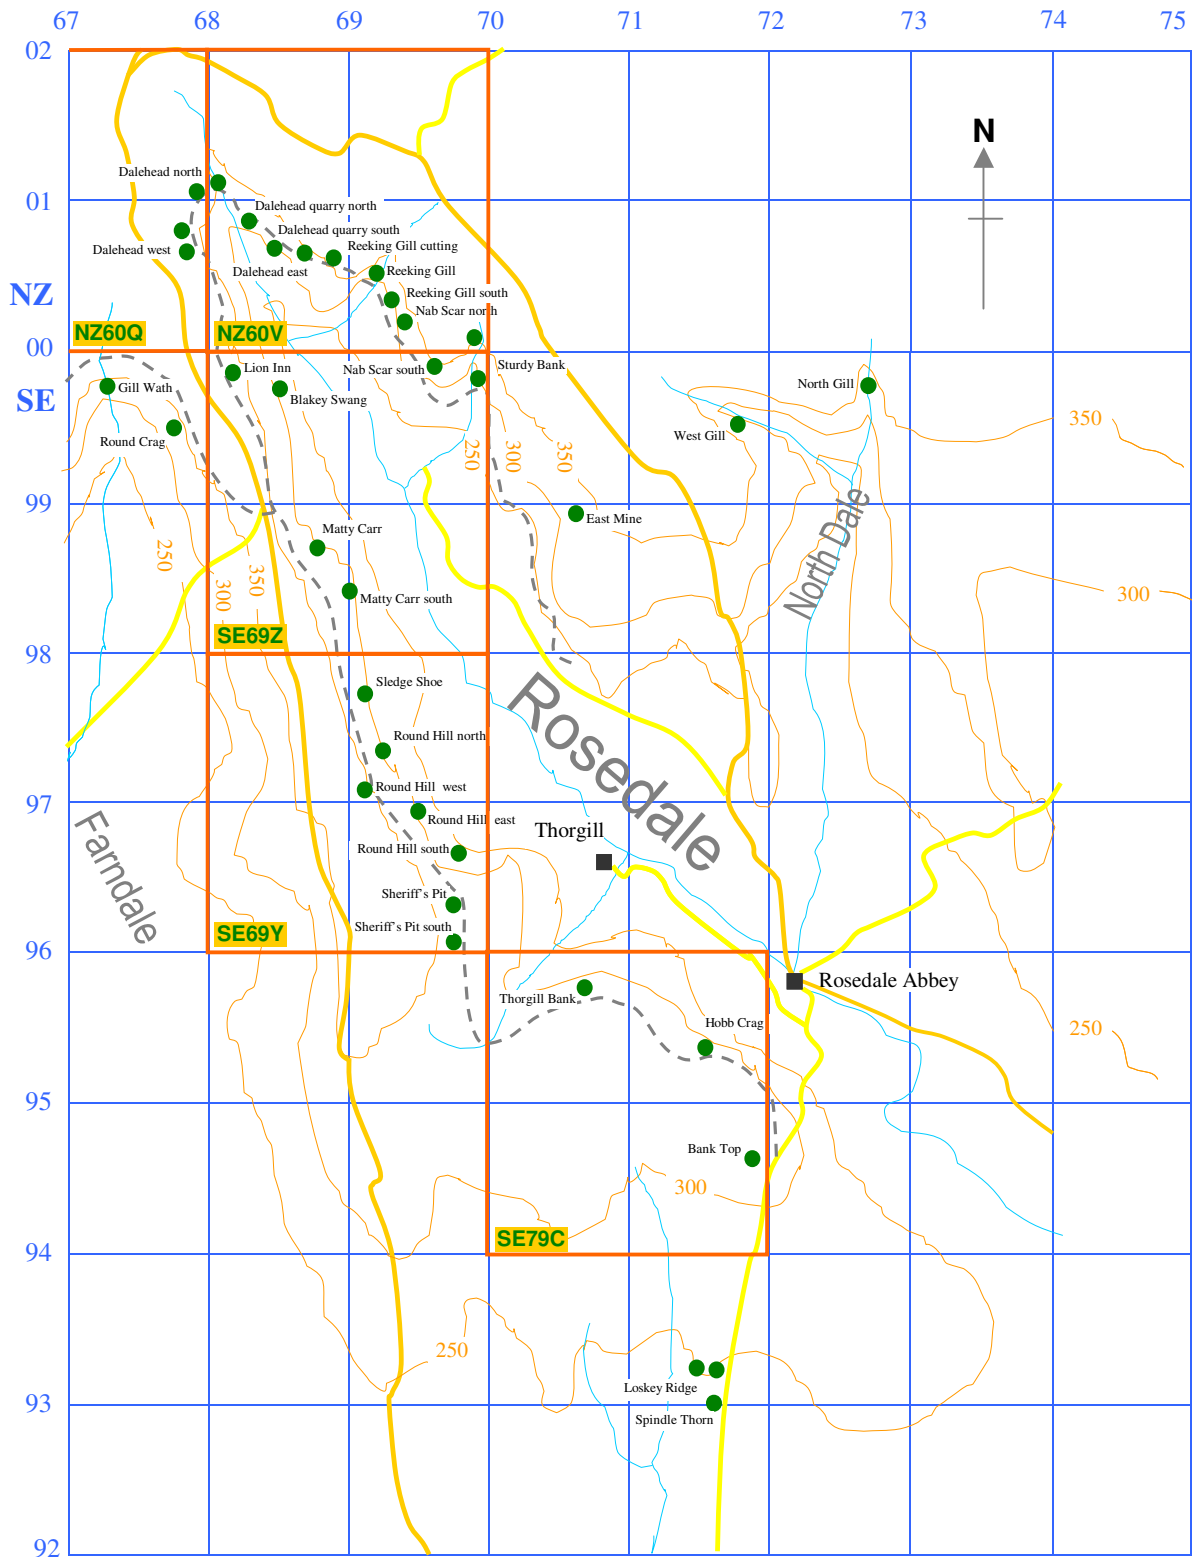 67 68 69 70 71 72 73 74 75
02
N
Dalehead north
01
Dalehead quarry north
Dalehead quarry south
Dalehead west
Reeking Gill cutting
Dalehead east
Reeking Gill
NZ
Reeking Gill south
Nab Scar north
NZ60Q
NZ60V
00
Sturdy Bank
Lion Inn
Nab Scar south
North Gill
Gill Wath
SE
Blakey Swang
350
Round Crag
West Gill
250
300
350
99
East Mine
Matty Carr
North Dale
250
300
350
Matty Carr south
300
SE69Z
98
Sledge Shoe
Rosedale
Round Hill north
Round Hill west
97
Round Hill east
Thorgill
Farndale
Round Hill south
Sheriff's Pit
Sheriff's Pit south
SE69Y
96
Rosedale Abbey
Thorgill Bank
Hobb Crag
250
95
Bank Top
300
SE79C
94
250
Loskey Ridge
93
Spindle Thorn
92